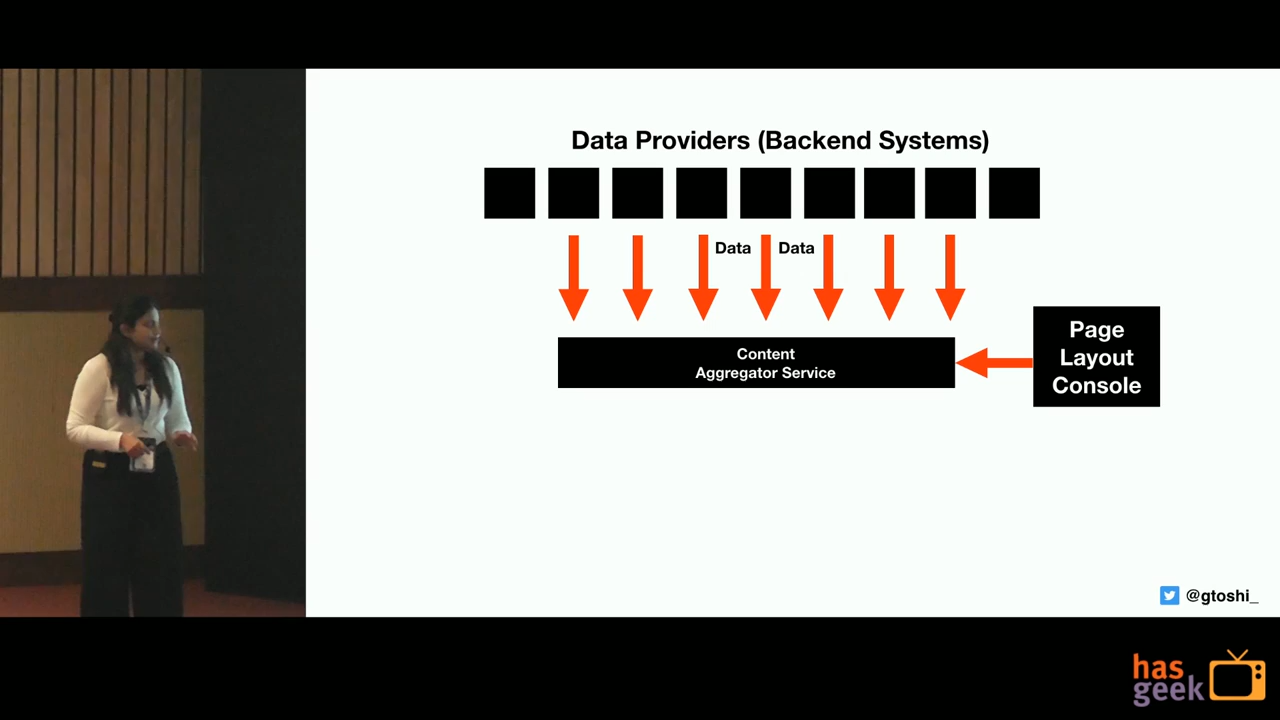 Data Providers (Backend Systems)
Data Data
Content
Aggregator Service
Page
Layout
Console
@gtoshi_
has
geek